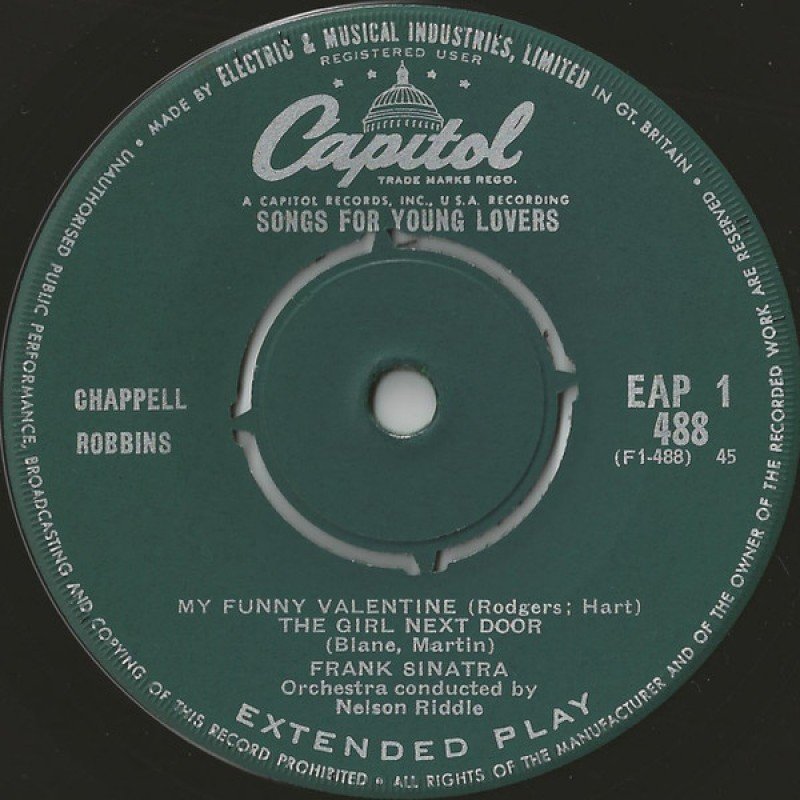 MADE BY ELECTRIC & MUSICAL INDUSTRIES, LIMITED IN GT. BRITAIN •
REGISTERED USER
Capitol
TRADE MARKS REGD.
A CAPITOL RECORDS, INC., U.S.A. RECORDING
SONGS FOR YOUNG LOVERS
CHAPPELL
ROBBINS
EAP 1
488
(F1-488) 45
MY FUNNY VALENTINE (Rodgers; Hart)
THE GIRL NEXT DOOR
(Blane, Martin)
FRANK SINATRA
Orchestra conducted by
Nelson Riddle
EXTENDED PLAY
• UNAUTHORISED PUBLIC PERFORMANCE, BROADCASTING AND COPYING OF THIS RECORD PROHIBITED • ALL RIGHTS OF THE MANUFACTURER AND OF THE OWNER OF THE RECORDED WORK ARE RESERVED